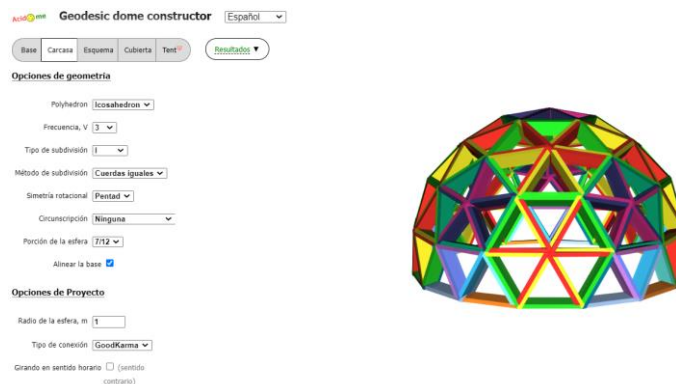 Acidome Geodesic dome constructor Español
Base Carcasa Esquema Cubierta Tent Resultados ▼
Opciones de geometría
Polyhedron Icosahedron
Frecuencia, V 3
Tipo de subdivisión I
Método de subdivisión Cuerdas iguales
Simetría rotacional Pentad
Circunscripción Ninguna
Porción de la esfera 7/12
Alinear la base
Opciones de Proyecto
Radio de la esfera, m 1
Tipo de conexión GoodKarma
Girando en sentido horario (sentido
contrario)